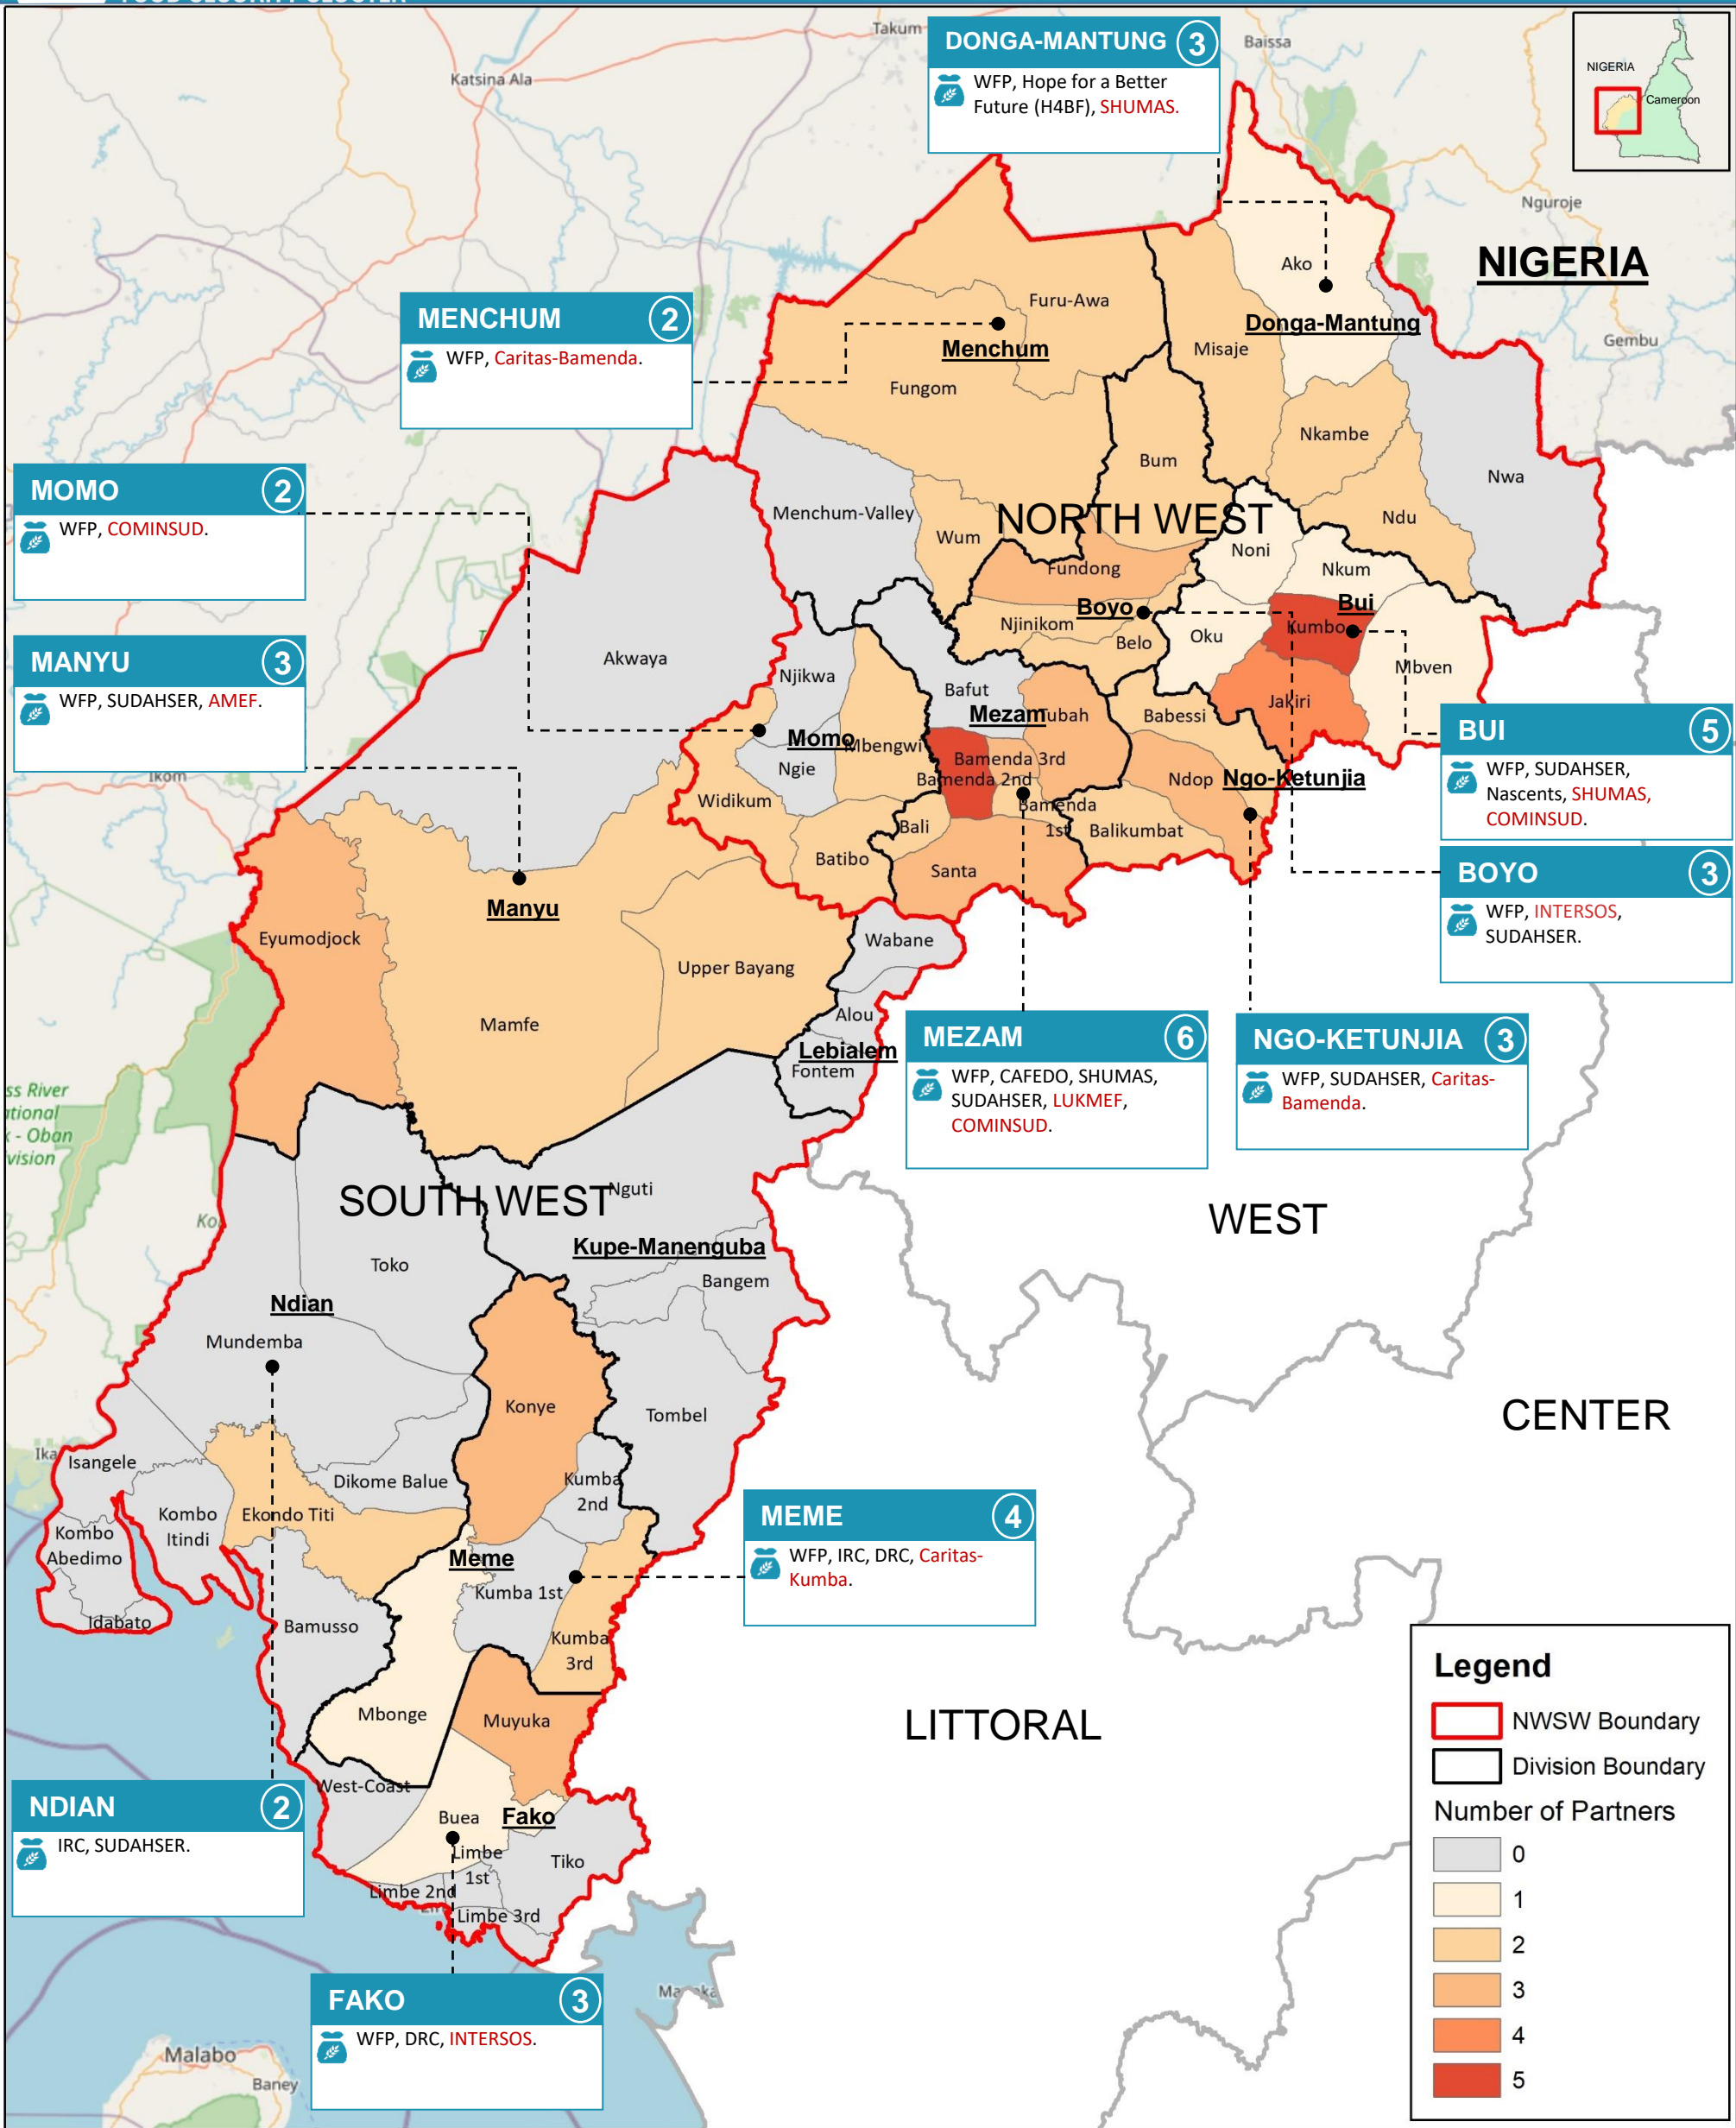 FOOD SECURITY CLUSTER
Takum
DONGA-MANTUNG 3
WFP, Hope for a Better
Future (H4BF), SHUMAS.
Baissa
NIGERIA
Cameroon
Katsina Ala
Nguroje
NIGERIA
Gembu
Ako
Donga-Mantung
Furu-Awa
Misaje
MENCHUM 2
WFP, Caritas-Bamenda.
Menchum
Fungom
Nkambe
Bum
Nwa
MOMO 2
WFP, COMINSUD.
Menchum-Valley
NORTH WEST
Wum
Ndu
Noni
Fundong
Nkum
Boyo
Bui
Njinikom
Kumbo
Belo
Oku
MANYU 3
WFP, SUDAHSER, AMEF.
Akwaya
Njikwa
Mbven
Bafut
Jakiri
Mezam
Tubah
Babessi
BUI 5
WFP, SUDAHSER,
Nascents, SHUMAS,
COMINSUD.
Momo
Mbengwi
Ngie
Bamenda 3rd
Bamenda 2nd
Ndop
Ngo-Ketunjia
Ikom
Widikum
Bamenda
1st
Bali
Balikumbat
Batibo
Santa
BOYO 3
WFP, INTERSOS,
SUDAHSER.
Manyu
Eyumodjock
Wabane
Upper Bayang
Mamfe
Alou
Lebialem
Fontem
MEZAM 6
WFP, CAFEDO, SHUMAS,
SUDAHSER, LUKMEF,
COMINSUD.
NGO-KETUNJIA 3
WFP, SUDAHSER, Caritas-
Bamenda.
ss River
ational
k - Oban
vision
SOUTH WEST
Nguti
WEST
Ko
Kupe-Manenguba
Toko
Bangem
Ndian
Mundemba
Konye
Tombel
CENTER
Ika
Isangele
Dikome Balue
Kumba
2nd
Kombo
Itindi
Ekondo Titi
Kombo
Abedimo
MEME 4
WFP, IRC, DRC, Caritas-
Kumba.
Meme
Kumba 1st
Idabato
Bamusso
Kumba
3rd
Mbonge
Muyuka
LITTORAL
West-Coast
NDIAN 2
IRC, SUDAHSER.
Buea
Fako
Limbe
1st
Tiko
Limbe 2nd
Limbe 3rd
FAKO 3
WFP, DRC, INTERSOS.
Malabo
Baney
Legend
NWSW Boundary
Division Boundary
Number of Partners
0
1
2
3
4
5